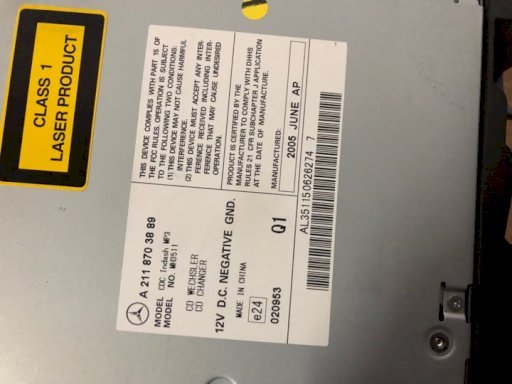 CLASS 1
LASER PRODUCT
THIS DEVICE COMPLIES WITH PART 15 OF
THE FCC RULES. OPERATION IS SUBJECT
TO THE FOLLOWING TWO CONDITIONS:
(1) THIS DEVICE MAY NOT CAUSE HARMFUL
INTERFERENCE.
(2) THIS DEVICE MUST ACCEPT ANY INTER-
FERENCE RECEIVED INCLUDING INTER-
FERENCE THAT MAY CAUSE UNDESIRED
OPERATION.
PRODUCT IS CERTIFIED BY THE
MANUFACTURER TO COMPLY WITH DHHS
RULES 21 CFR SUBCHAPTER J APPLICATION
AT THE DATE OF MANUFACTURE.
MANUFACTURED:
2005 JUNE AP
A 211 870 38 89
MODEL CDC Indash MP3
MODEL NO. MH3511
CD WECHSLER
CD CHANGER
12V D.C. NEGATIVE GND.
MADE IN CHINA
e24
020953
Q1
AL351150626274 7